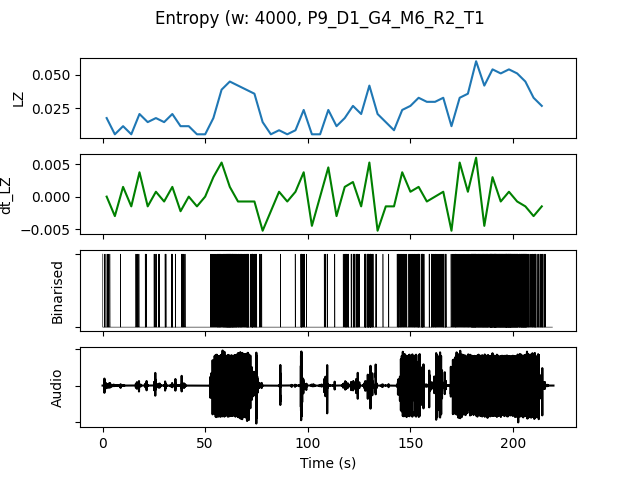 Entropy (w: 4000, P9_D1_G4_M6_R2_T1
LZ
0.050
0.025
dt_LZ
0.005
0.000
−0.005
Binarised
Audio
0
50
100
150
200
Time (s)